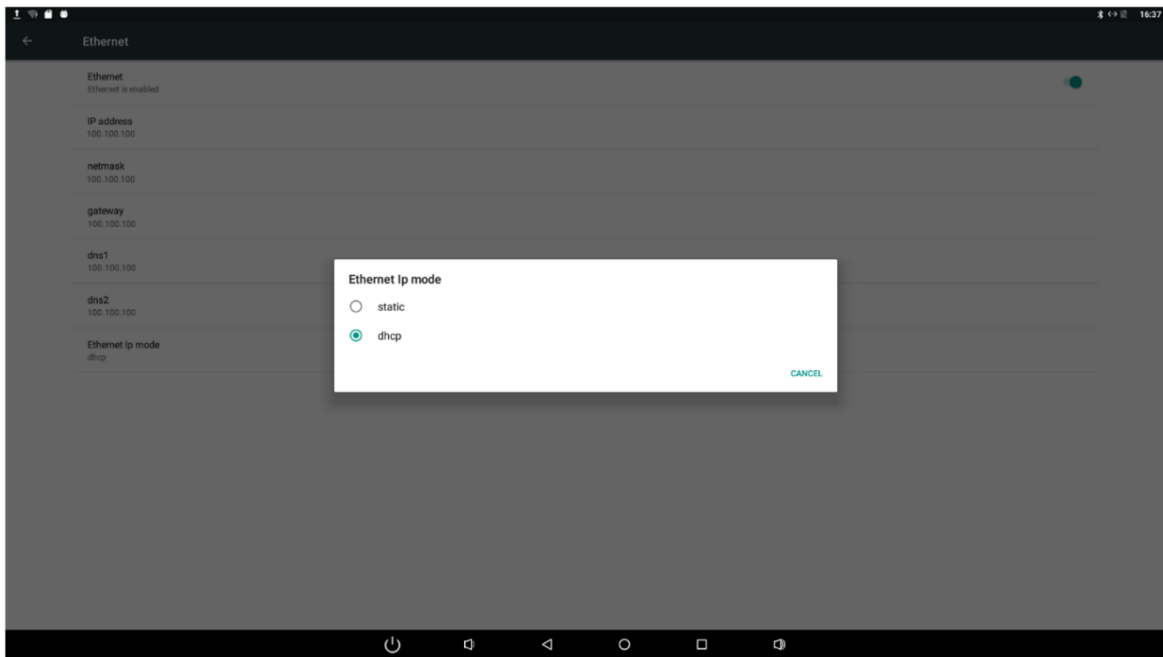 16:37
Ethernet
Ethernet
Ethernet is enabled
IP address
100.100.100
netmask
100.100.100
gateway
100.100.100
dns1
100.100.100
dns2
100.100.100
Ethernet Ip mode
dhcp
Ethernet Ip mode
static
dhcp
CANCEL